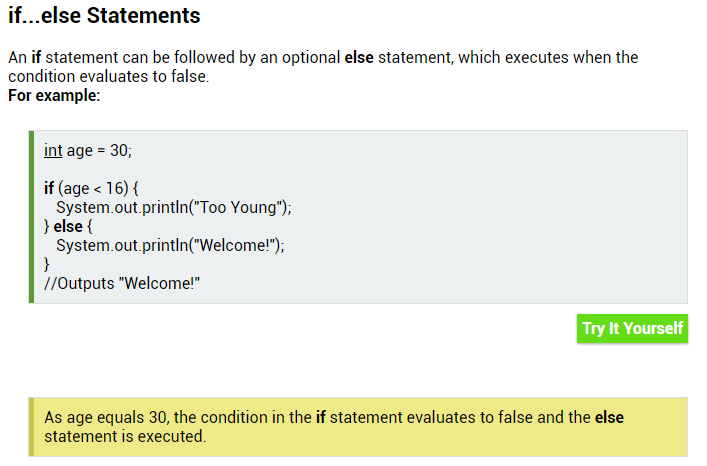 if...else Statements
An if statement can be followed by an optional else statement, which executes when the
condition evaluates to false.
For example:
int age = 30;
if (age < 16) {
System.out.println("Too Young");
} else {
System.out.println("Welcome!");
}
//Outputs "Welcome!"
Try It Yourself
As age equals 30, the condition in the if statement evaluates to false and the else
statement is executed.